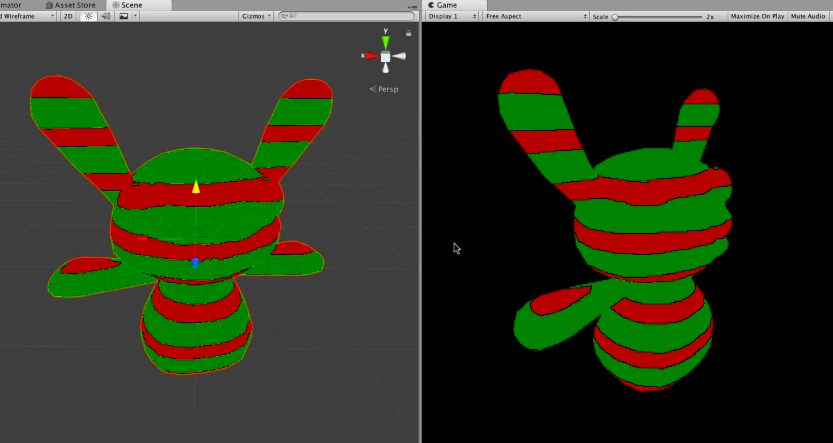 mator Asset Store Scene Game
d Wireframe 2D Gizmos All Display 1 Free Aspect Scale 2x Maximize On Play Mute Audio
y
x
Persp